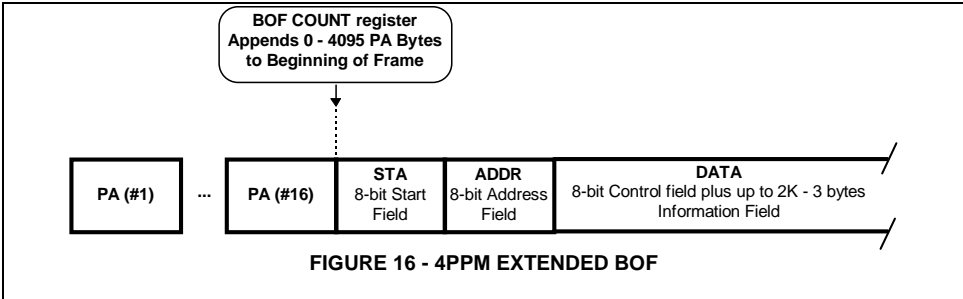 BOF COUNT register
Appends 0 - 4095 PA Bytes
to Beginning of Frame
PA (#1)
...
PA (#16)
STA
8-bit Start
Field
ADDR
8-bit Address
Field
DATA
8-bit Control field plus up to 2K - 3 bytes
Information Field
FIGURE 16 - 4PPM EXTENDED BOF